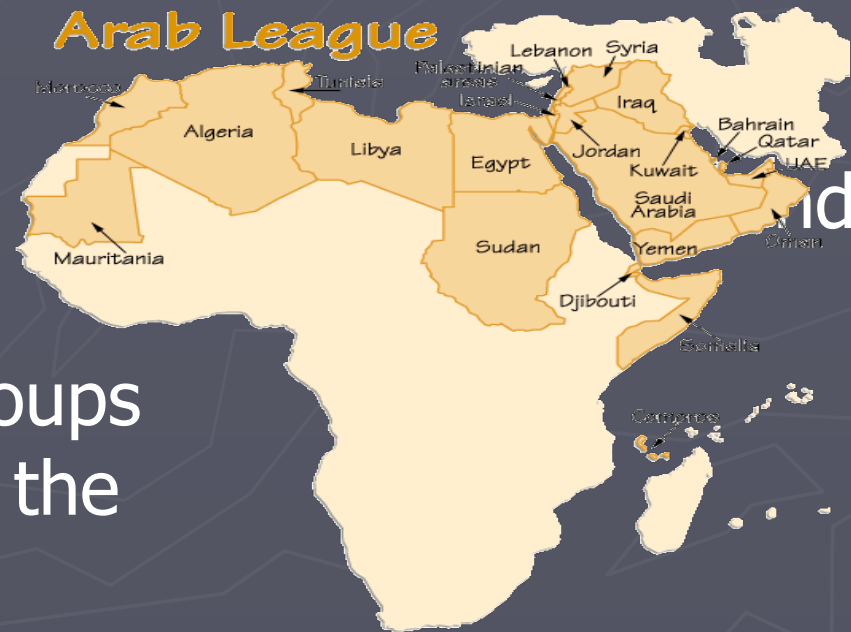 Arab League
Lebanon
Syria
Palestinian
areas
Israel
Morocco
Tunisia
Iraq
Algeria
Libya
Egypt
Jordan
Kuwait
Bahrain
Qatar
UAE
Saudi
Arabia
nd
Oman
Yemen
Mauritania
Sudan
Djibouti
Somalia
oups
the
Comoros